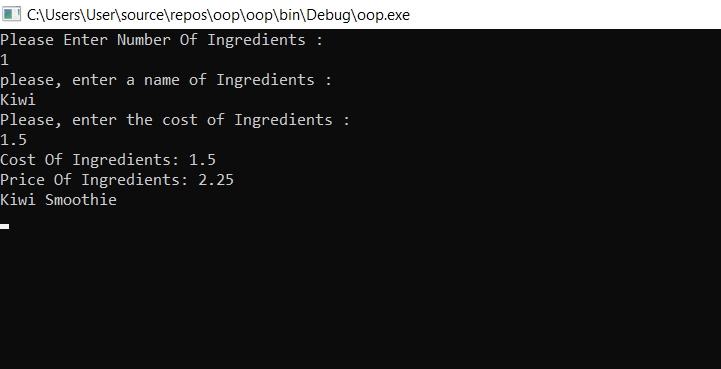 C:\Users\User\source\repos\oop\oop\bin\Debug\oop.exe
Please Enter Number Of Ingredients :
1
please, enter a name of Ingredients :
Kiwi
Please, enter the cost of Ingredients :
1.5
Cost Of Ingredients: 1.5
Price Of Ingredients: 2.25
Kiwi Smoothie